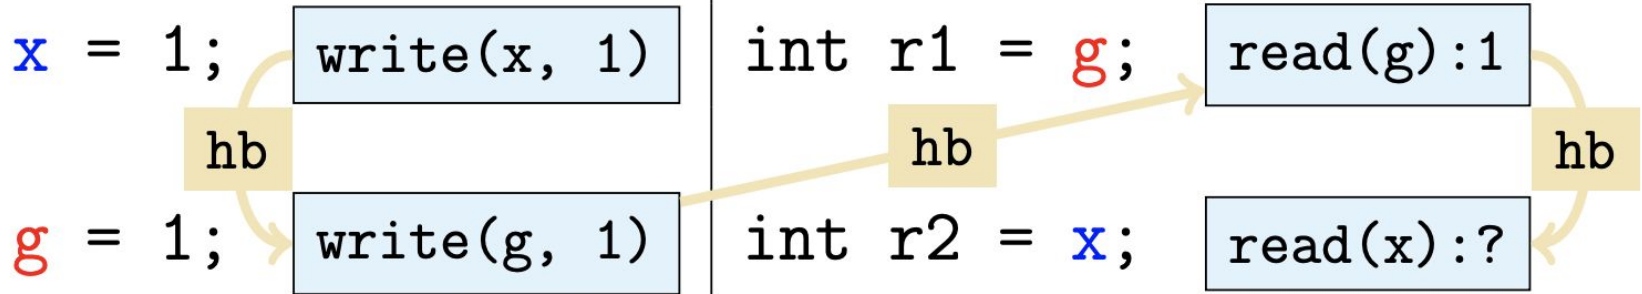 x = 1; write(x, 1) int r1 = g; read(g):1
hb hb hb
g = 1; write(g, 1) int r2 = x; read(x):?